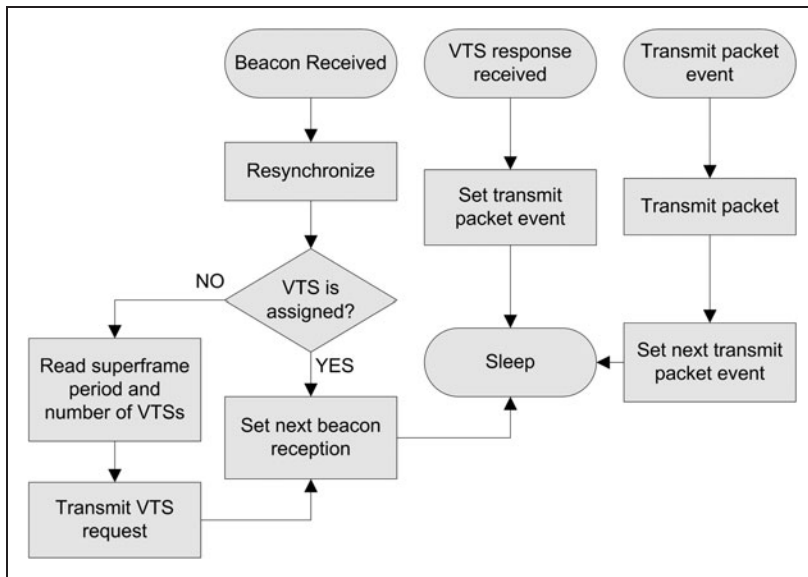 Beacon Received
VTS response
received
Transmit packet
event
Resynchronize
Set transmit
packet event
Transmit packet
NO
VTS is
assigned?
YES
Read superframe
period and
number of VTSs
Sleep
Set next transmit
packet event
Set next beacon
reception
Transmit VTS
request